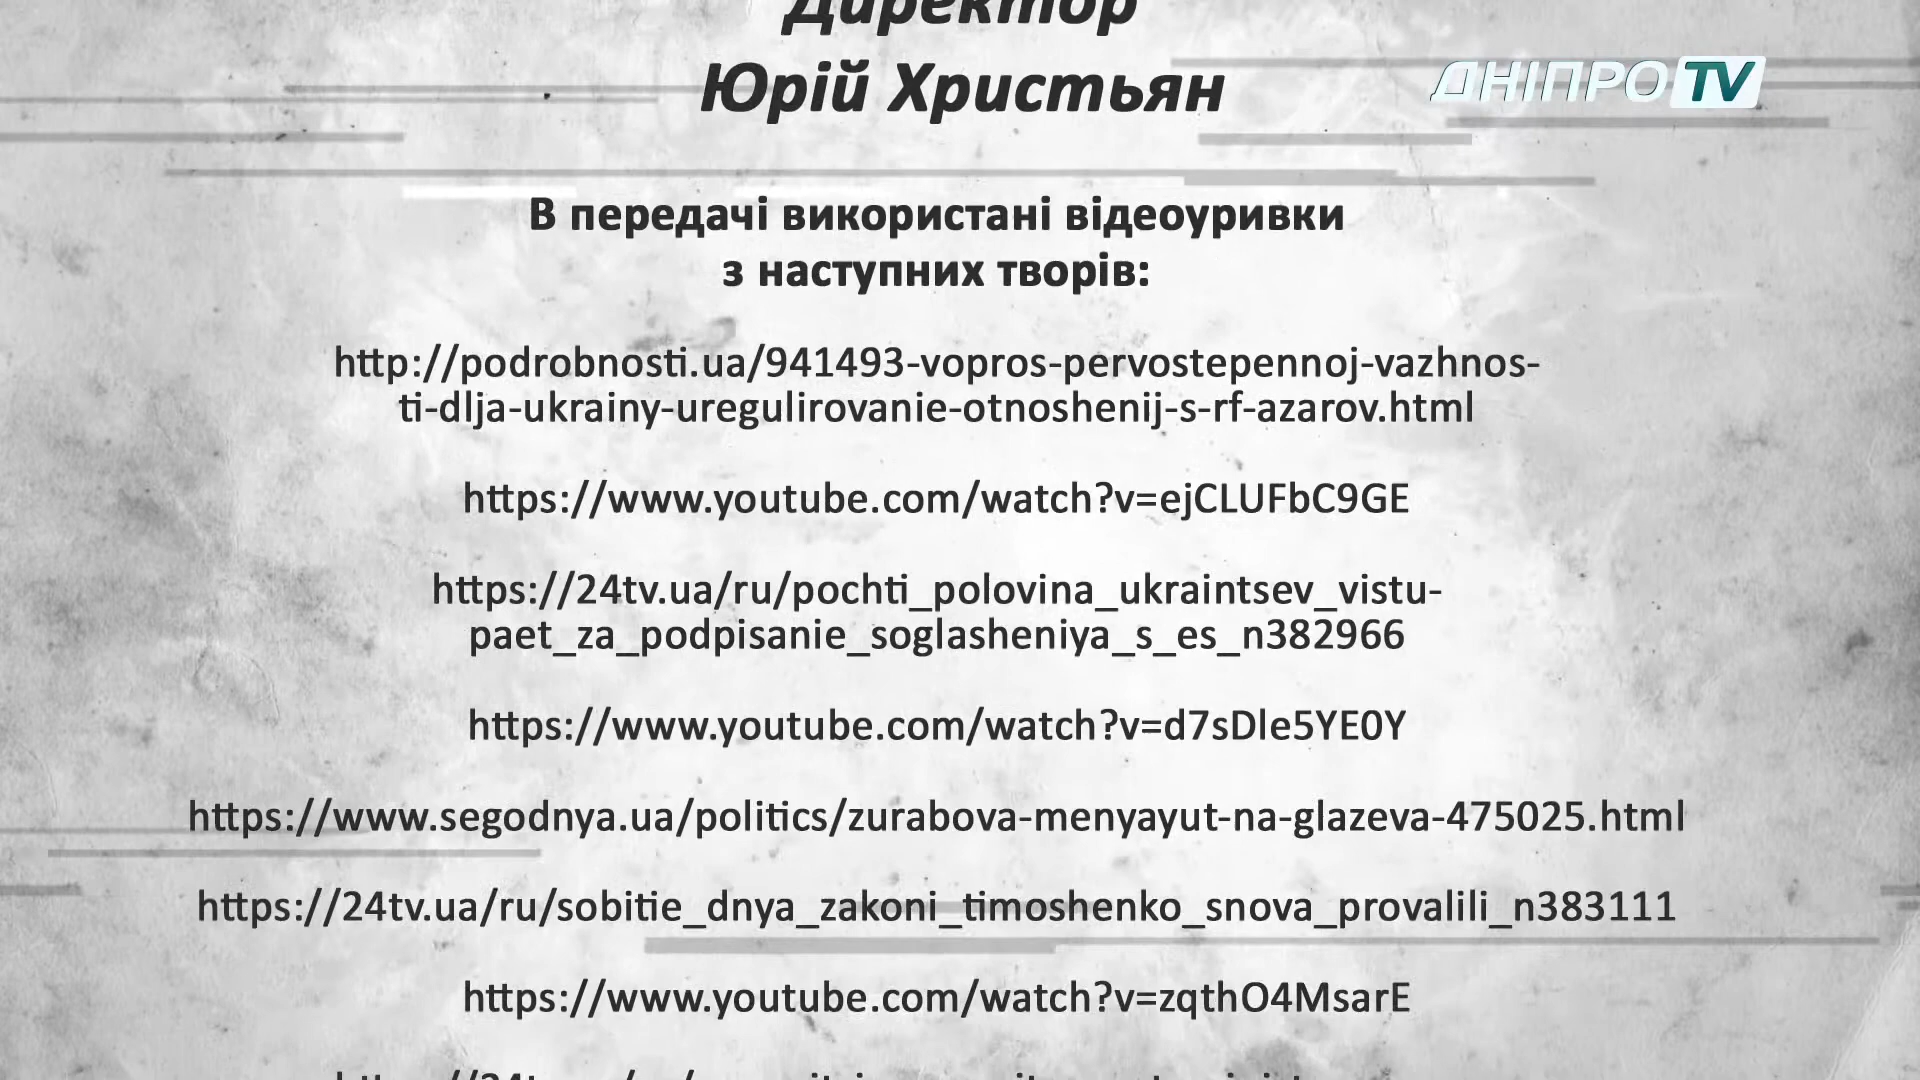 Директор
Юрій Христьян
ДНІПРО TV
В передачі використані відеоуривки
з наступних творів:
http://podrobnosti.ua/941493-vopros-pervostepennoj-vazhnos-
ti-dlja-ukrainy-uregulirovanie-otnoshenij-s-rf-azarov.html
https://www.youtube.com/watch?v=ejCLUFbC9GE
https://24tv.ua/ru/pochti_polovina_ukraintsev_vistu-
paet_za_podpisanie_soglasheniya_s_es_n382966
https://www.youtube.com/watch?v=d7sDle5YE0Y
https://www.segodnya.ua/politics/zurabova-menyayut-na-glazeva-475025.html
https://24tv.ua/ru/sobitie_dnya_zakoni_timoshenko_snova_provalili_n383111
https://www.youtube.com/watch?v=zqthO4MsarE